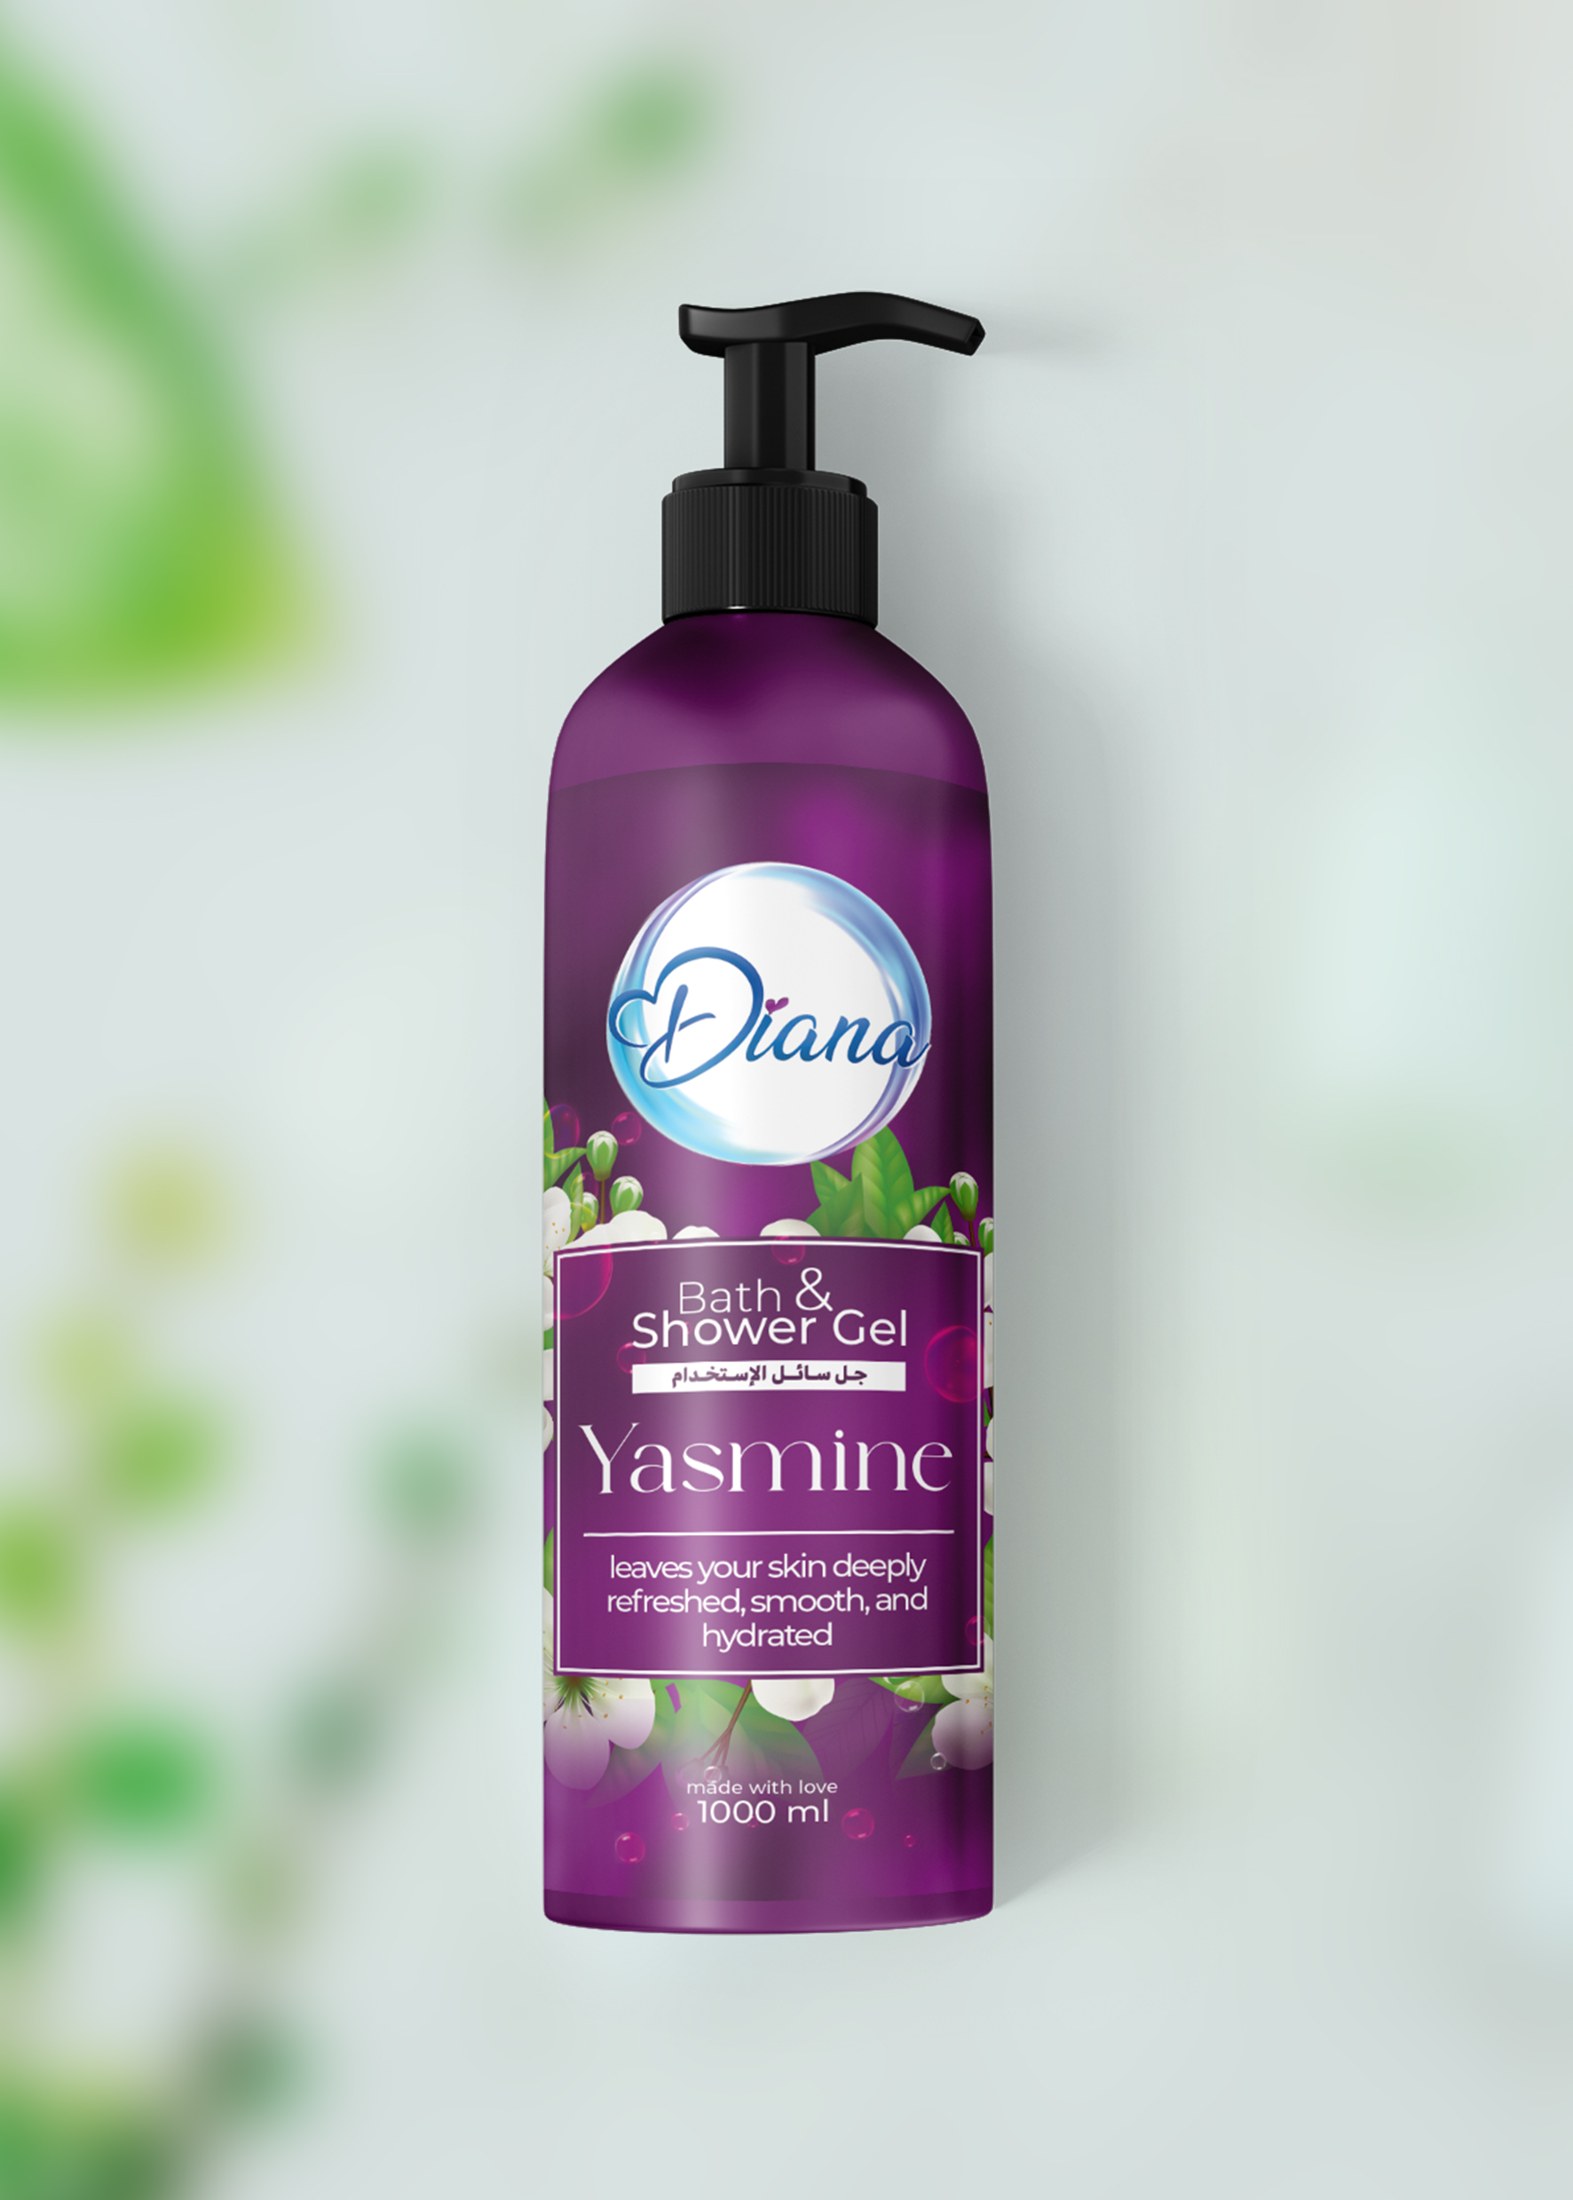 Diana
Bath &
Shower Gel
جل سائل الإستخدام
Yasmine
leaves your skin deeply
refreshed, smooth, and
hydrated
made with love
1000 ml